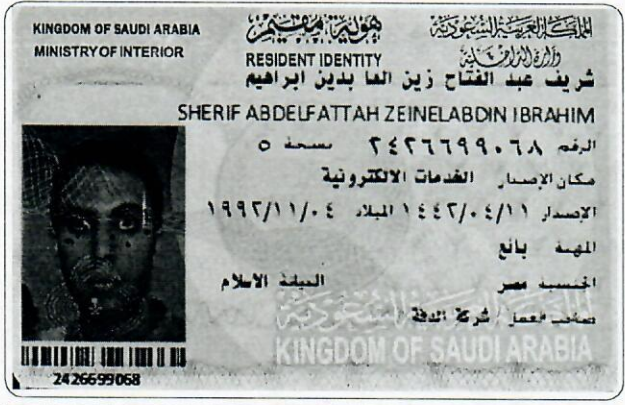 KINGDOM OF SAUDI ARABIA
MINISTRY OF INTERIOR
هوية مقيم
RESIDENT IDENTITY
المملكة العربية السعودية
وزارة الداخلية
شريف عبد الفتاح زين العا بدين ابراهيم
SHERIF ABDELFATTAH ZEINELABDIN IBRAHIM
الرقم ٢٤٢٦٦٩٩٠٦٨ نسخة ٥
مكان الإصدار الخدمات الالكترونية
الإصدار ١٤٤٢/٠٤/١١ الميلاد ١٩٩٢/١١/٠٤
المهنة بائع
الجنسية مصر الديانة الاسلام
صاحب العمل شركة الدقة
المملكة العربية السعودية
KINGDOM OF SAUDI ARABIA
2426699068